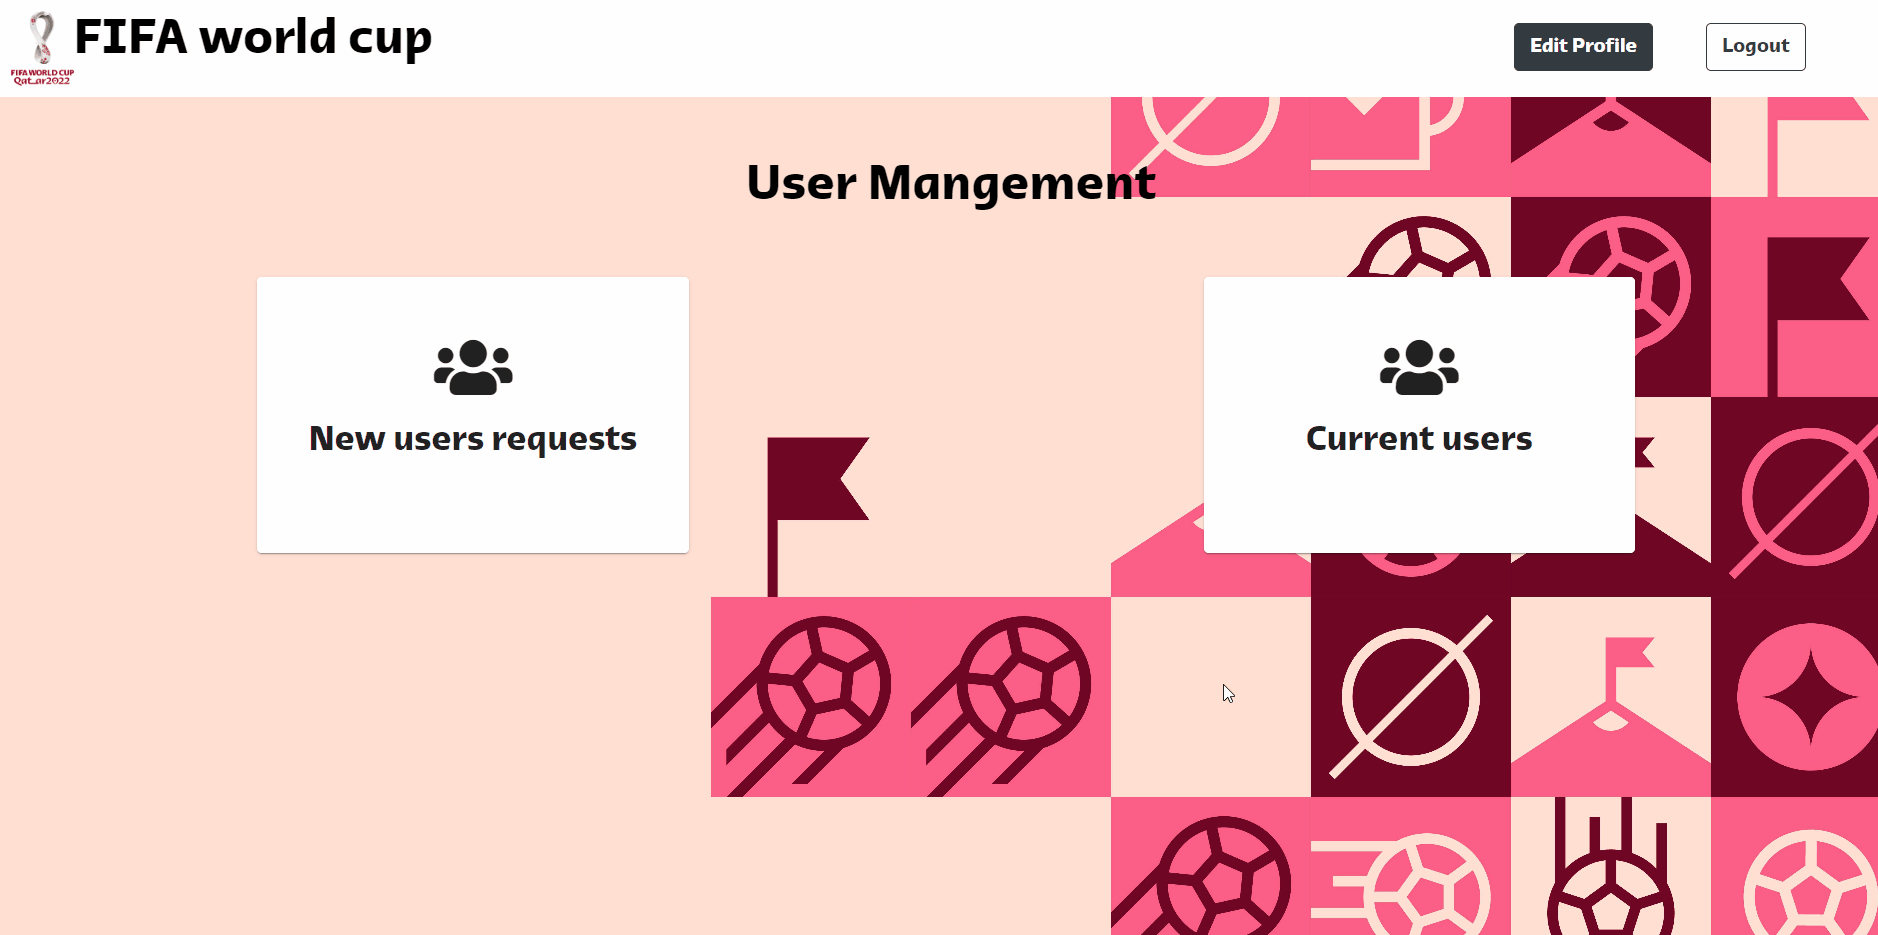 FIFA world cup
FIFA WORLD CUP
Qatar2022
Edit Profile
Logout
User Mangement
New users requests
Current users